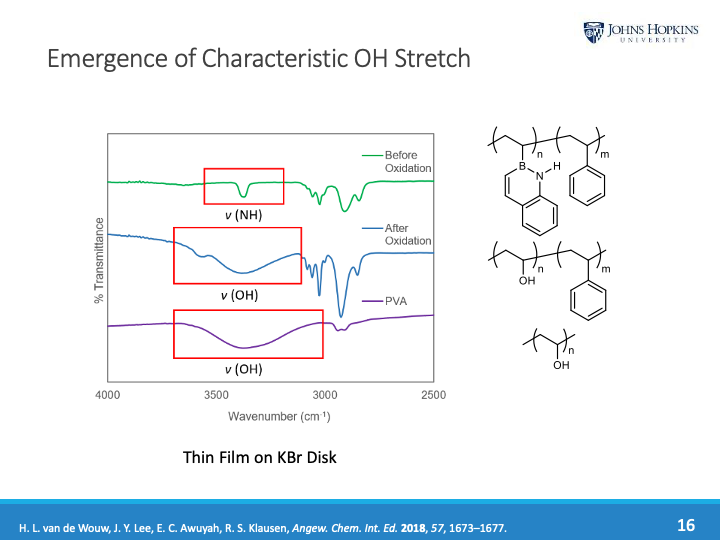 JOHNS HOPKINS
UNIVERSITY
Emergence of Characteristic OH Stretch
Before
Oxidation
ν (NH)
After
Oxidation
ν (OH)
PVA
ν (OH)
% Transmittance
4000 3500 3000 2500
Wavenumber (cm-1)
Thin Film on KBr Disk
n m
B H
N
n m
OH
n
OH
H. L. van de Wouw, J. Y. Lee, E. C. Awuyah, R. S. Klausen, Angew. Chem. Int. Ed. 2018, 57, 1673–1677.
16